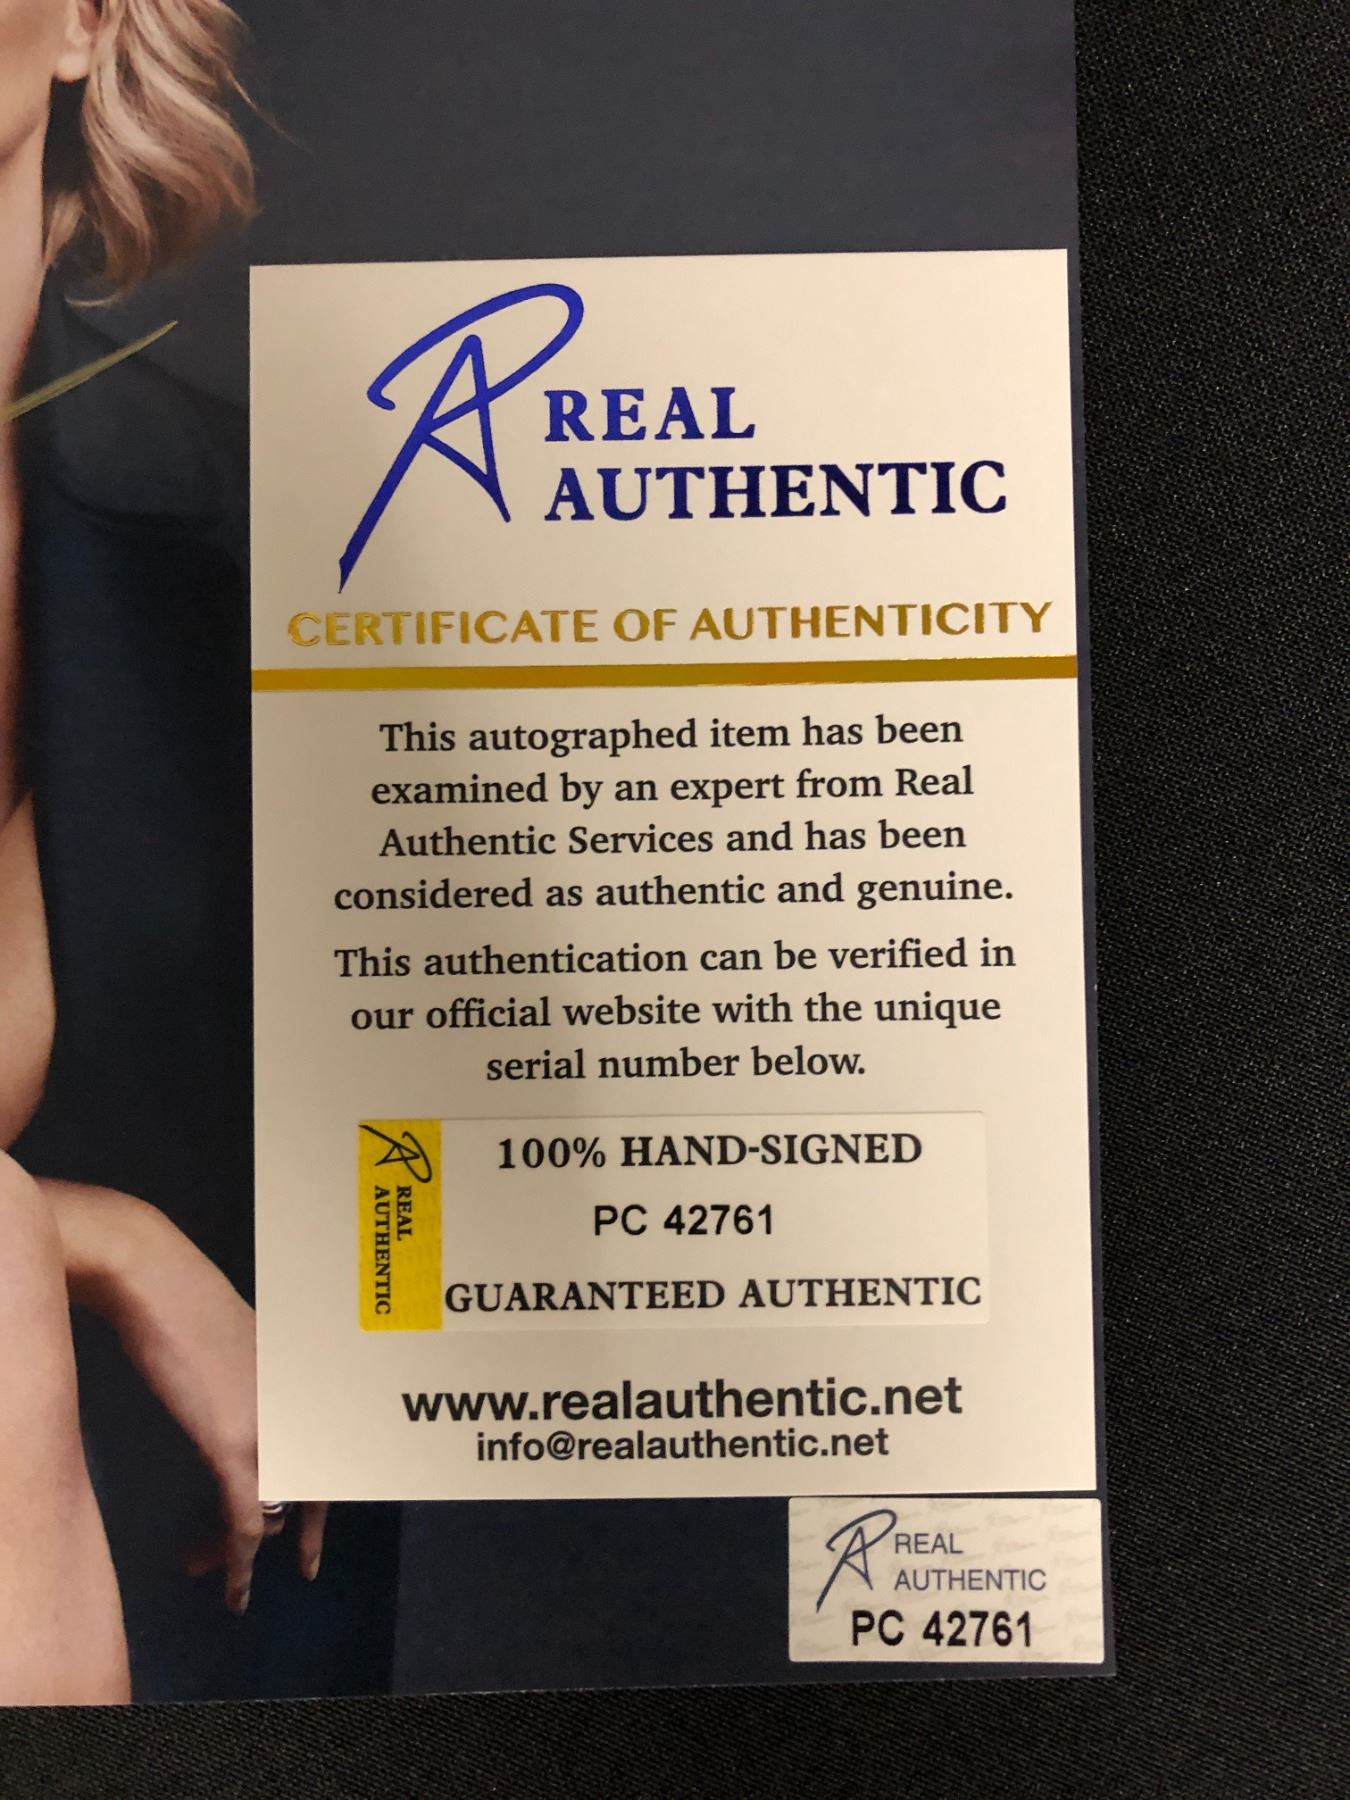 REAL
AUTHENTIC
CERTIFICATE OF AUTHENTICITY
This autographed item has been
examined by an expert from Real
Authentic Services and has been
considered as authentic and genuine.
This authentication can be verified in
our official website with the unique
serial number below.
REAL
AUTHENTIC
100% HAND-SIGNED
PC 42761
GUARANTEED AUTHENTIC
www.realauthentic.net
info@realauthentic.net
REAL
AUTHENTIC
PC 42761